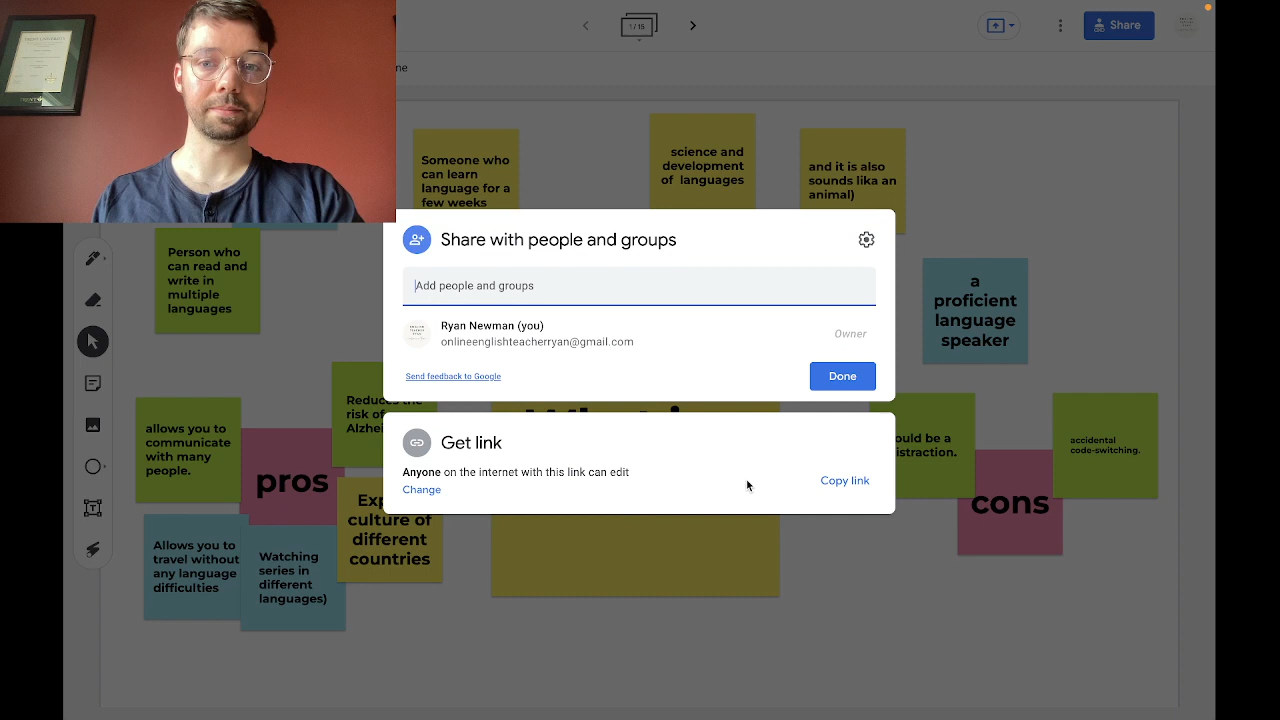 1 / 15
Share
me
Someone who
can learn
language for a
few weeks
science and
development
of languages
and it is also
sounds lika an
animal)
Person who
can read and
write in
multiple
languages
a
proficient
language
speaker
Share with people and groups
Add people and groups
Ryan Newman (you)
onlineenglishteacherryan@gmail.com
Owner
Send feedback to Google
Done
Get link
Anyone on the internet with this link can edit
Change
Copy link
Reduces
risk of
allows you to
communicate
with many
people.
pros
culture of
different
countries
Allows you to
travel without
any language
difficulties
Watching
series in
different
languages)
be a
cons
accidental
code-switching.